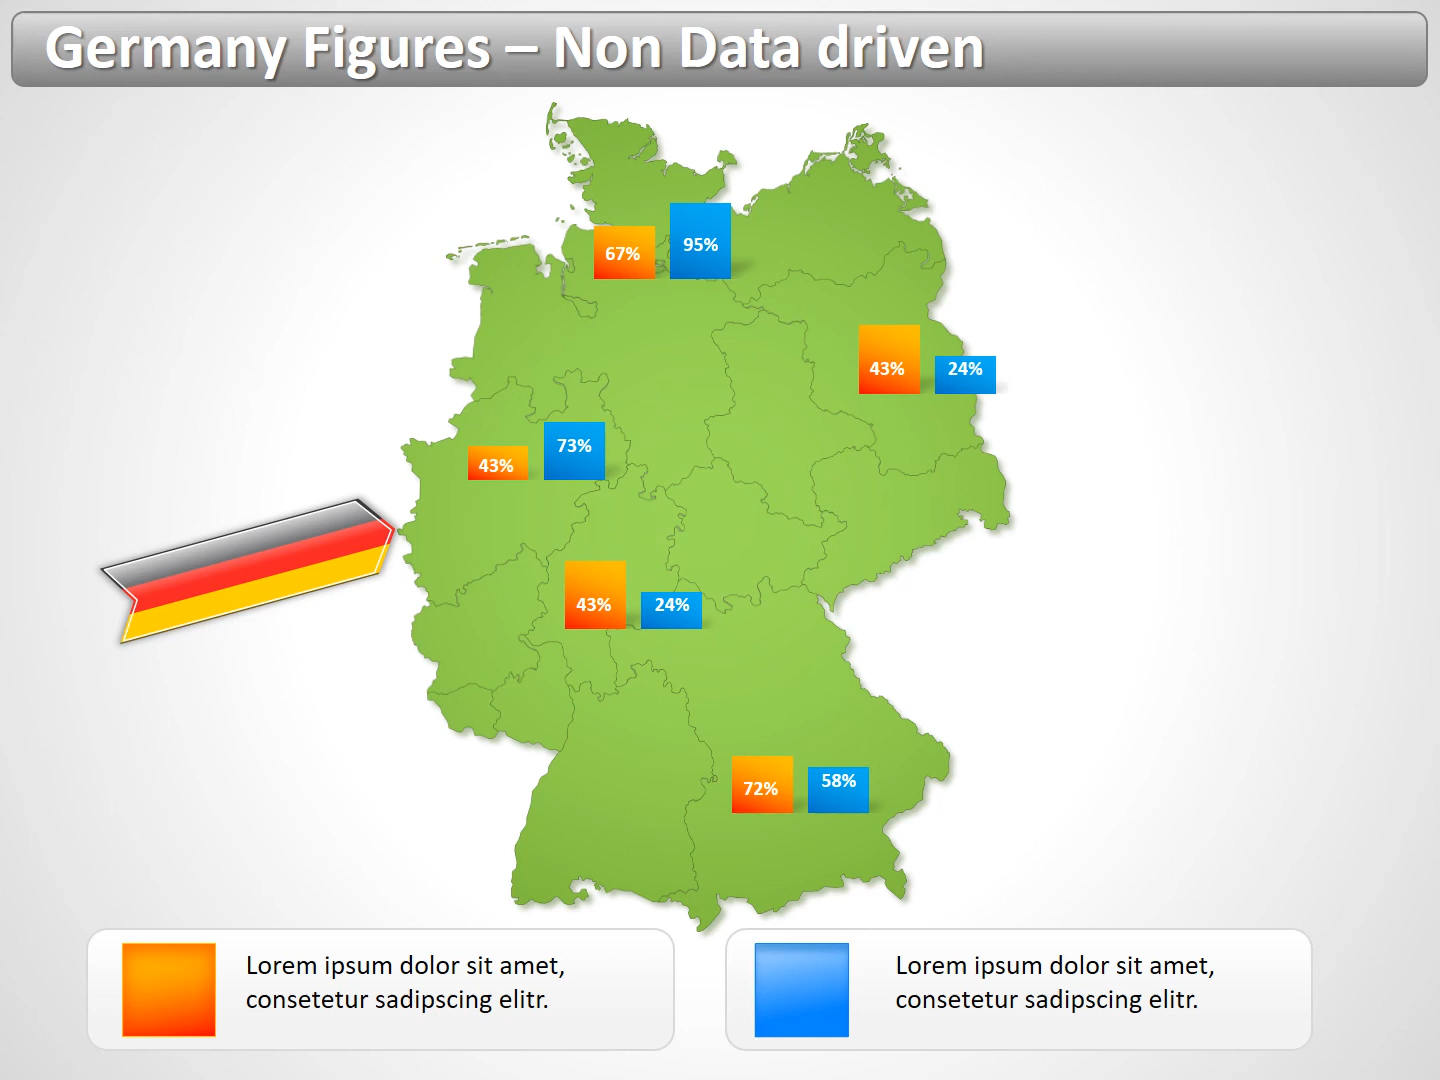 Germany Figures – Non Data driven
67%
95%
43%
24%
43%
73%
43%
24%
72%
58%
Lorem ipsum dolor sit amet,
consetetur sadipscing elitr.
Lorem ipsum dolor sit amet,
consetetur sadipscing elitr.